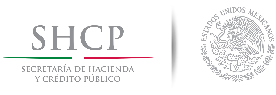 SHCP
SECRETARÍA DE HACIENDA
Y CRÉDITO PÚBLICO
ESTADOS UNIDOS MEXICANOS